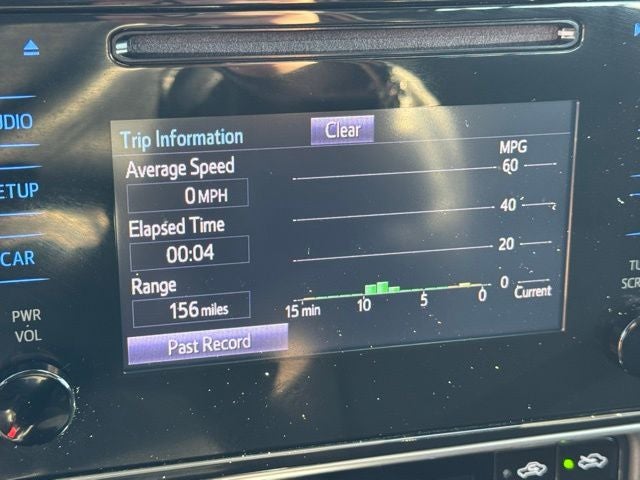 Trip Information
Clear
Average Speed
0 MPH
Elapsed Time
00:04
Range
156 miles
Past Record
MPG
60
40
20
0
15 min 10 5 0 Current
ETUP
CAR
PWR
VOL